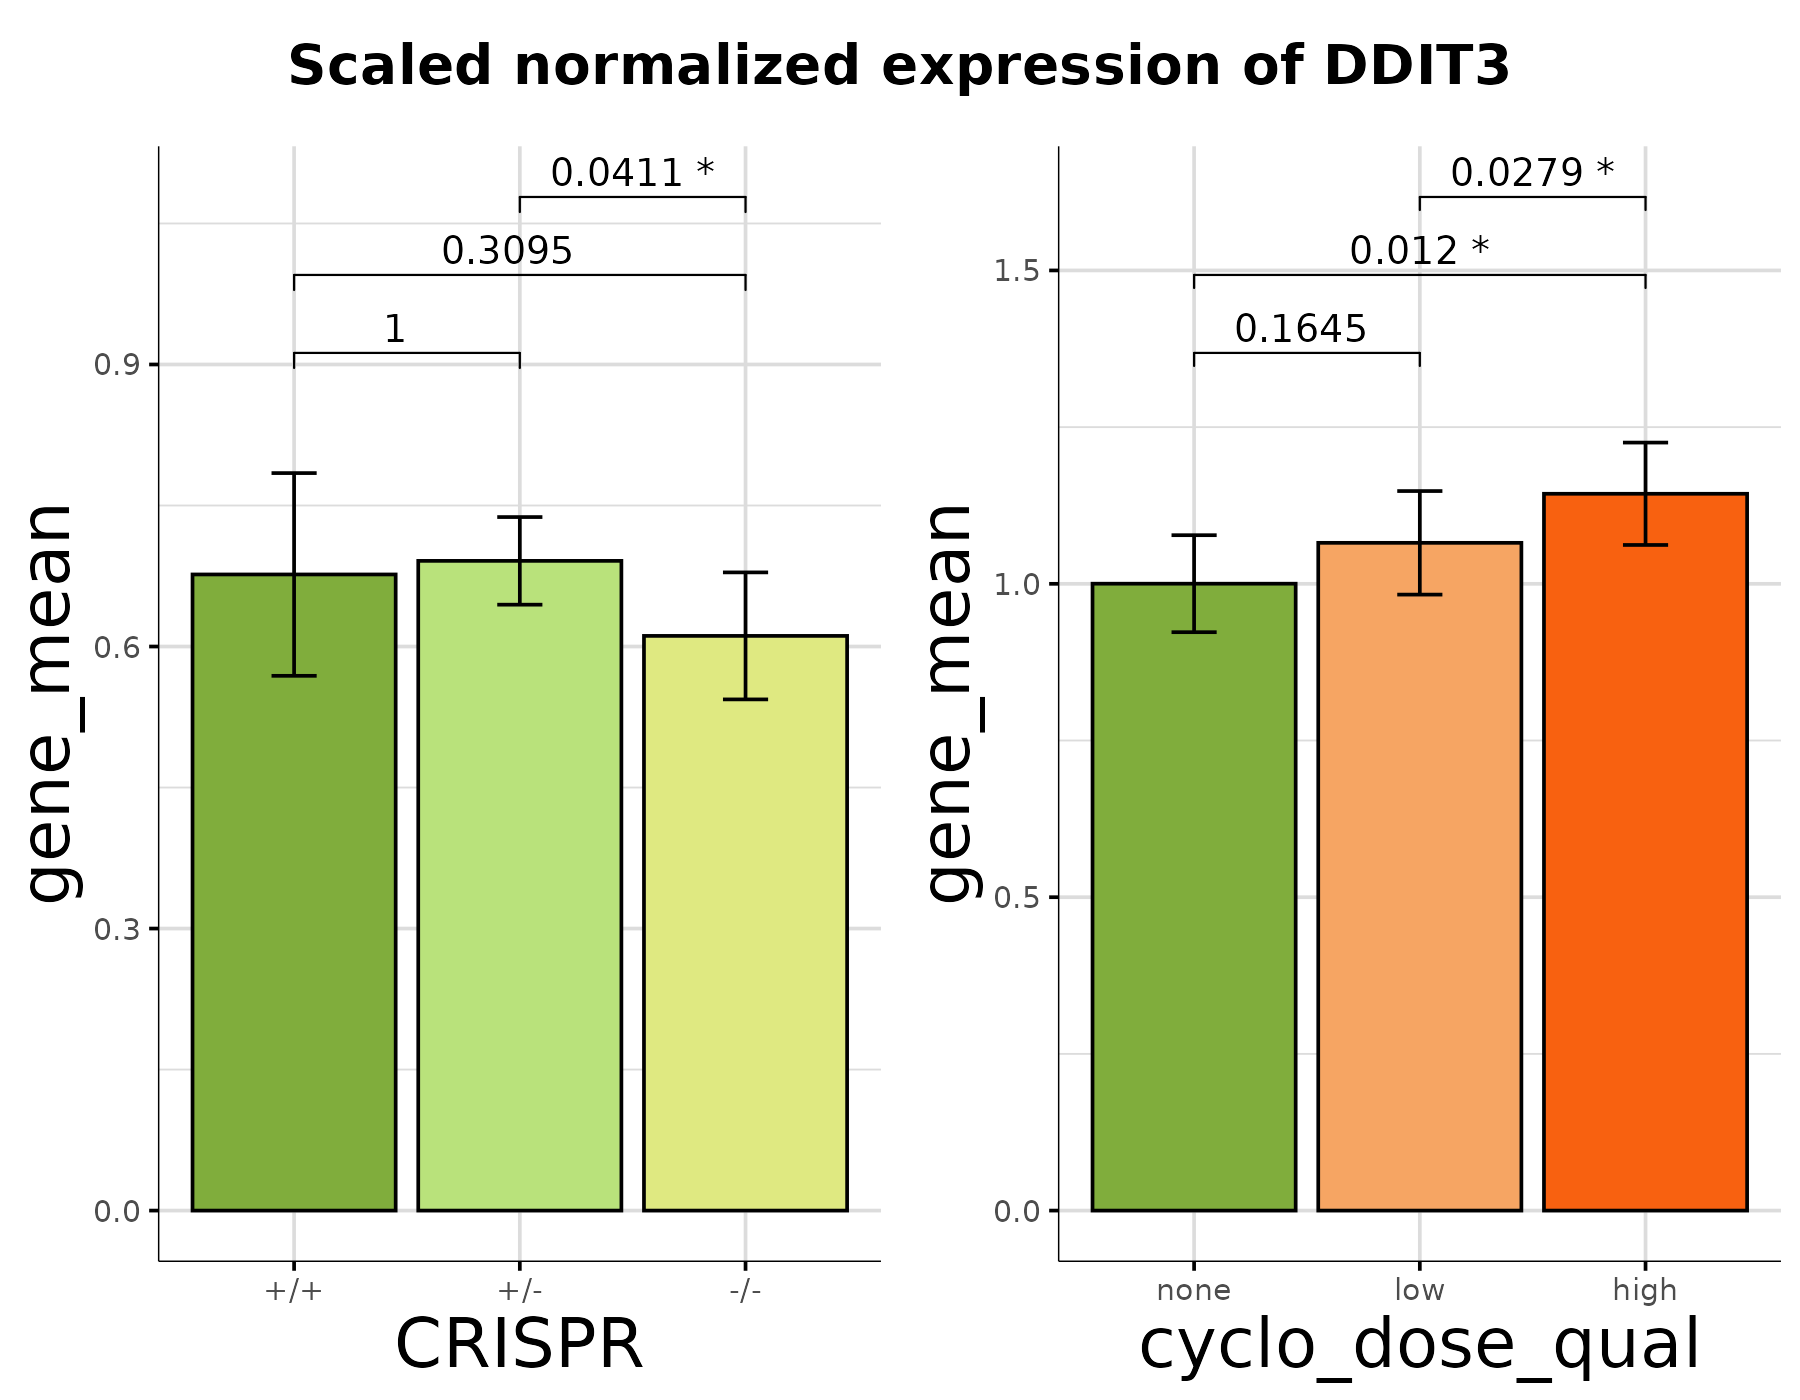 Scaled normalized expression of DDIT3
gene_mean
0.0411 *
0.3095
1
0.9
0.6
0.3
0.0
+/+ +/- -/-
CRISPR
gene_mean
0.0279 *
0.012 *
0.1645
1.5
1.0
0.5
0.0
none low high
cyclo_dose_qual